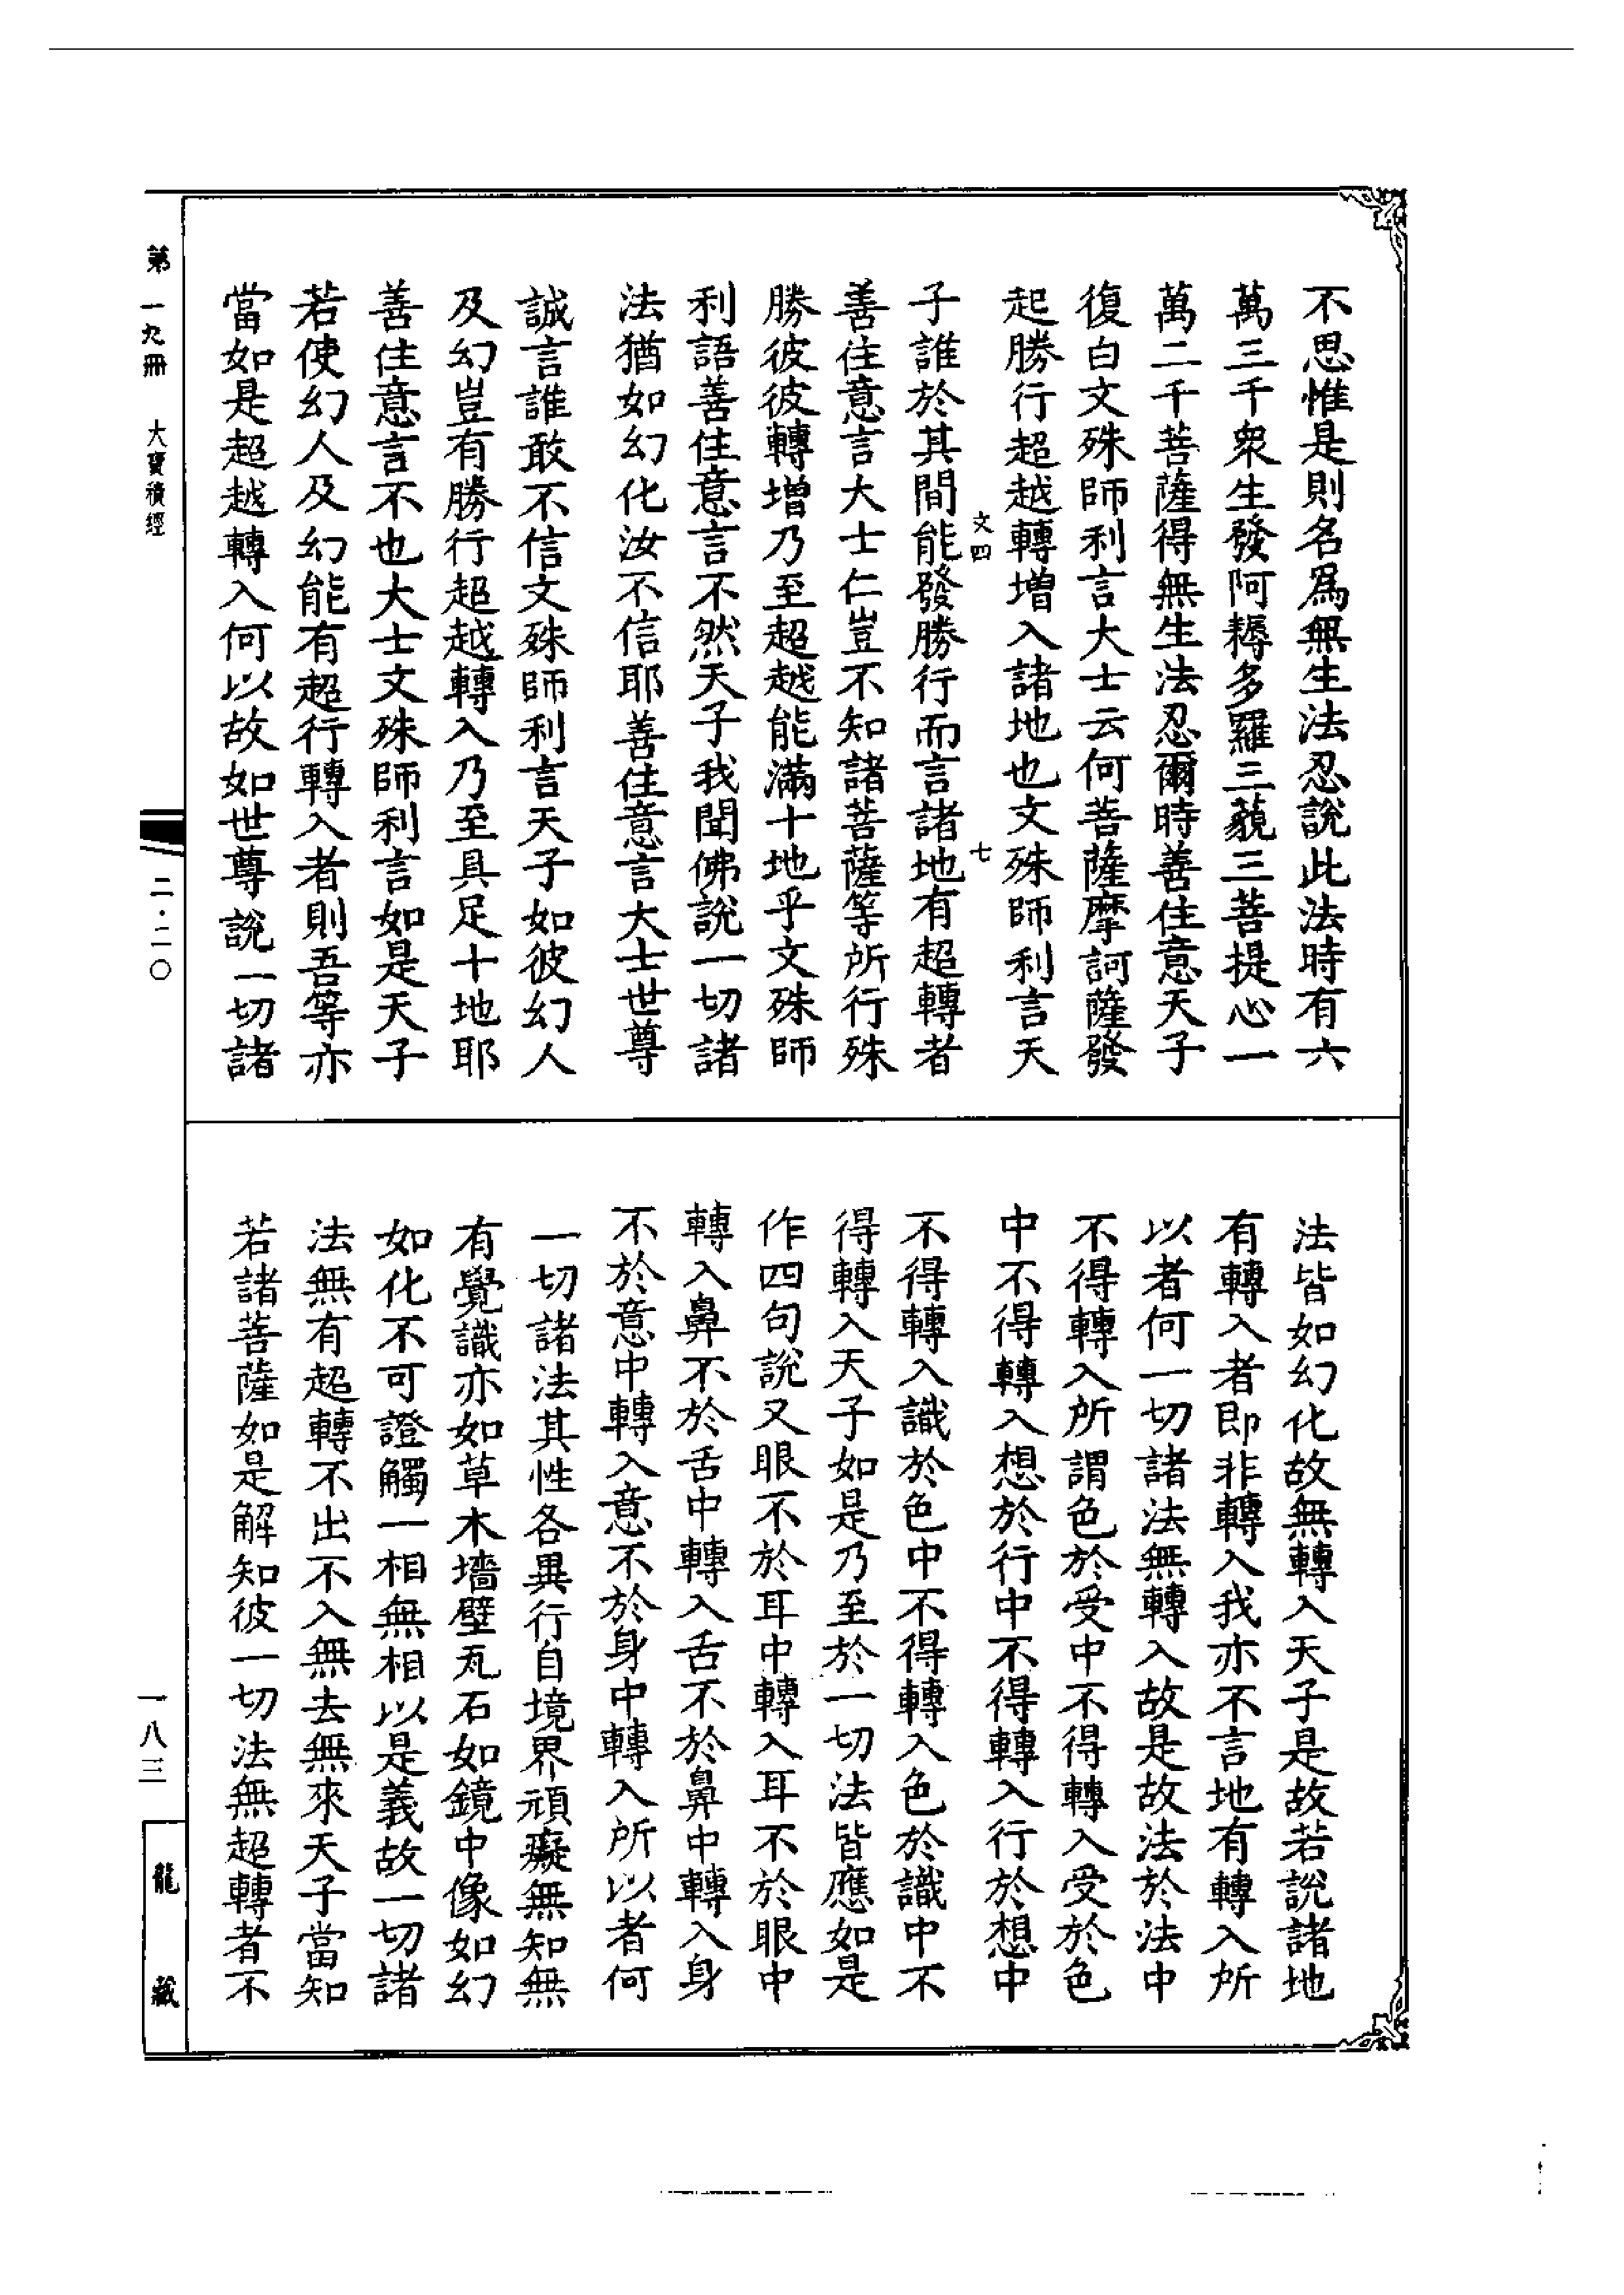 不思惟是則名爲無生法忍說此法時有六
萬三千衆生發阿耨多羅三藐三菩提心一
萬二千菩薩得無生法忍爾時善住意天子
復白文殊師利言大士云何菩薩摩訶薩發
起勝行超越轉增入諸地也文殊師利言天
文四 七
子誰於其間能發勝行而言諸地有超轉者
善住意言大士仁豈不知諸菩薩等所行殊
勝彼彼轉增乃至超越能滿十地乎文殊師
利語善住意言不然天子我聞佛說一切諸
法猶如幻化汝不信耶善住意言大士世尊
誠言誰敢不信文殊師利言天子如彼幻人
及幻豈有勝行超越轉入乃至具足十地耶
善住意言不也大士文殊師利言如是天子
若使幻人及幻能有超行轉入者則吾等亦
當如是超越轉入何以故如世尊說一切諸
法皆如幻化故無轉入天子是故若說諸地
有轉入者即非轉入我亦不言地有轉入所
以者何一切諸法無轉入故是故法於法中
不得轉入所謂色於受中不得轉入受於色
中不得轉入想於行中不得轉入行於想中
不得轉入識於色中不得轉入色於識中不
得轉入天子如是乃至於一切法皆應如是
作四句說又眼不於耳中轉入耳不於眼中
轉入鼻不於舌中轉入舌不於鼻中轉入身
不於意中轉入意不於身中轉入所以者何
一切諸法其性各異行自境界頑癡無知無
有覺識亦如草木墻壁瓦石如鏡中像如幻
如化不可證觸一相無相以是義故一切諸
法無有超轉不出不入無去無來天子當知
若諸菩薩如是解知彼一切法無超轉者不
第一九冊 大寶積經
二·二〇
一八三
龍藏